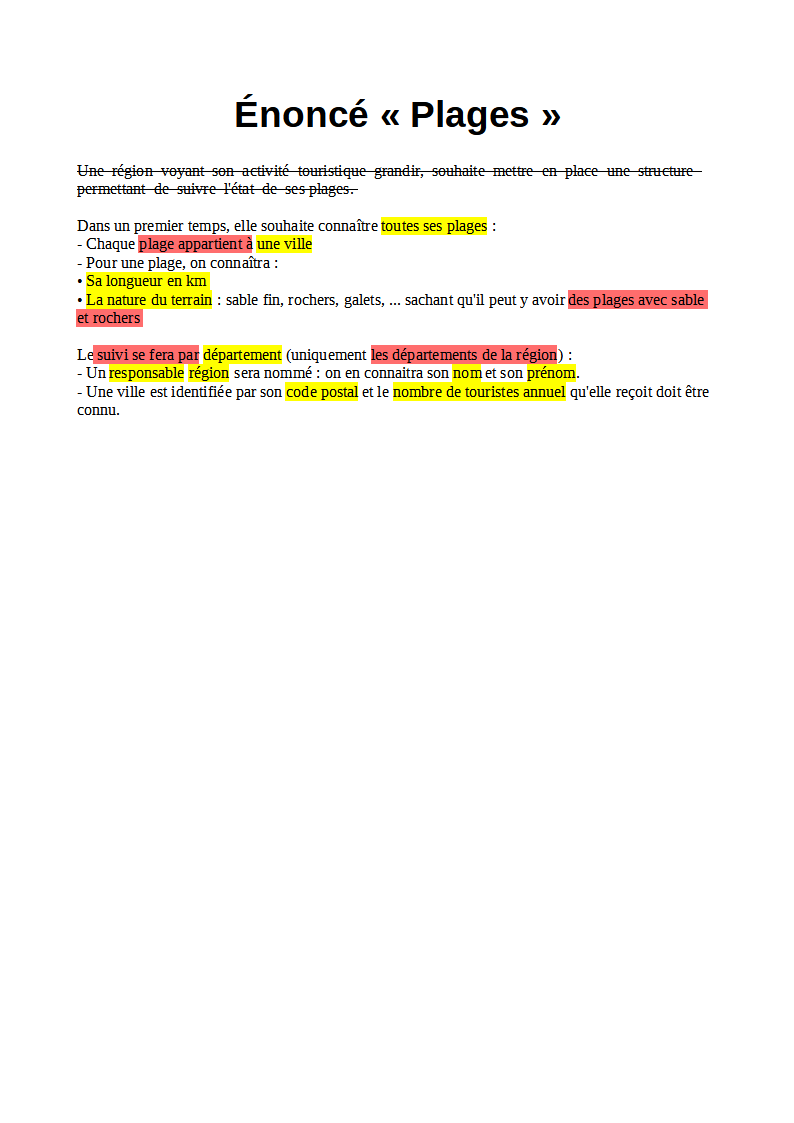 Énoncé « Plages »
Une région voyant son activité touristique grandir, souhaite mettre en place une structure
permettant de suivre l'état de ses plages.
Dans un premier temps, elle souhaite connaître toutes ses plages :
- Chaque plage appartient à une ville
- Pour une plage, on connaîtra :
• Sa longueur en km
• La nature du terrain : sable fin, rochers, galets, ... sachant qu'il peut y avoir des plages avec sable
et rochers
Le suivi se fera par département (uniquement les départements de la région) :
- Un responsable région sera nommé : on en connaitra son nom et son prénom.
- Une ville est identifiée par son code postal et le nombre de touristes annuel qu'elle reçoit doit être
connu.